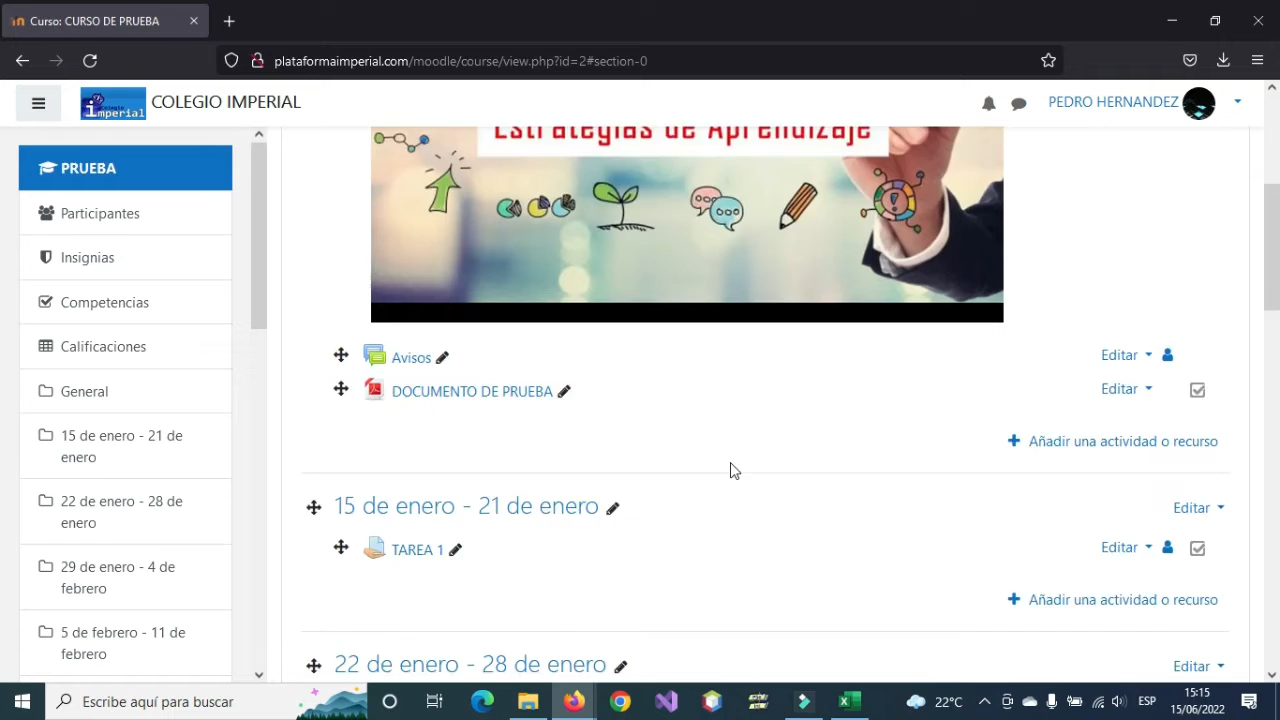 Curso: CURSO DE PRUEBA
plataformaimperial.com/moodle/course/view.php?id=2#section-0
imperial
COLEGIO IMPERIAL
PEDRO HERNANDEZ
PRUEBA
Participantes
Insignias
Competencias
Calificaciones
General
15 de enero - 21 de
enero
22 de enero - 28 de
enero
29 de enero - 4 de
febrero
5 de febrero - 11 de
febrero
Estrategias de Aprendizaje
Avisos
Editar
DOCUMENTO DE PRUEBA
Editar
Añadir una actividad o recurso
15 de enero - 21 de enero
Editar
TAREA 1
Editar
Añadir una actividad o recurso
22 de enero - 28 de enero
Editar
Escribe aquí para buscar
22°C
ESP
15:15
15/06/2022